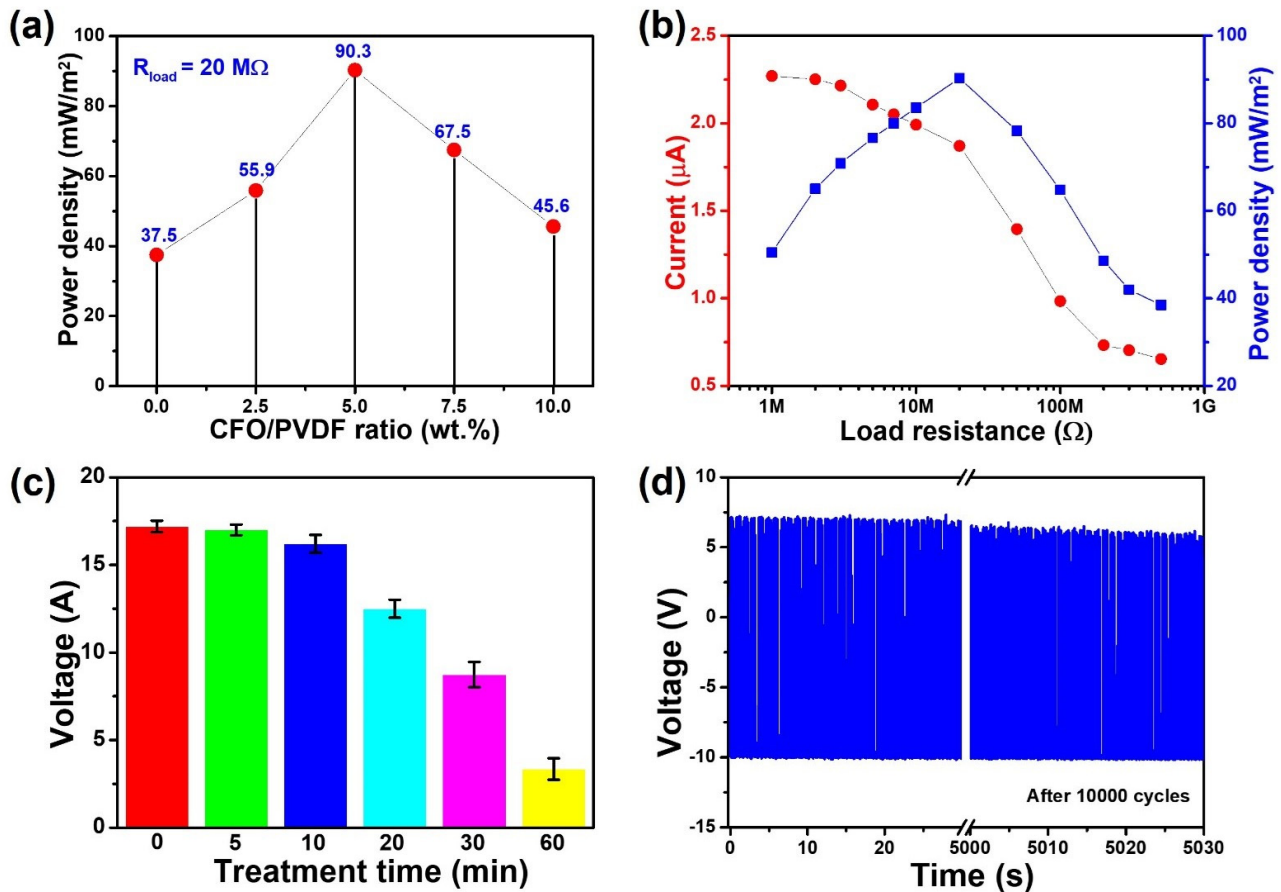 (a)
R_load = 20 MΩ
Power density (mW/m²)
100
80
60
40
20
0
37.5
55.9
90.3
67.5
45.6
0.0
2.5
5.0
7.5
10.0
CFO/PVDF ratio (wt.%)
(b)
Current (μA)
2.5
2.0
1.5
1.0
0.5
Power density (mW/m²)
100
80
60
40
20
1M
10M
100M
1G
Load resistance (Ω)
(c)
Voltage (A)
20
15
10
5
0
0
5
10
20
30
60
Treatment time (min)
(d)
Voltage (V)
10
5
0
-5
-10
-15
After 10000 cycles
0
10
20
5000
5010
5020
5030
Time (s)